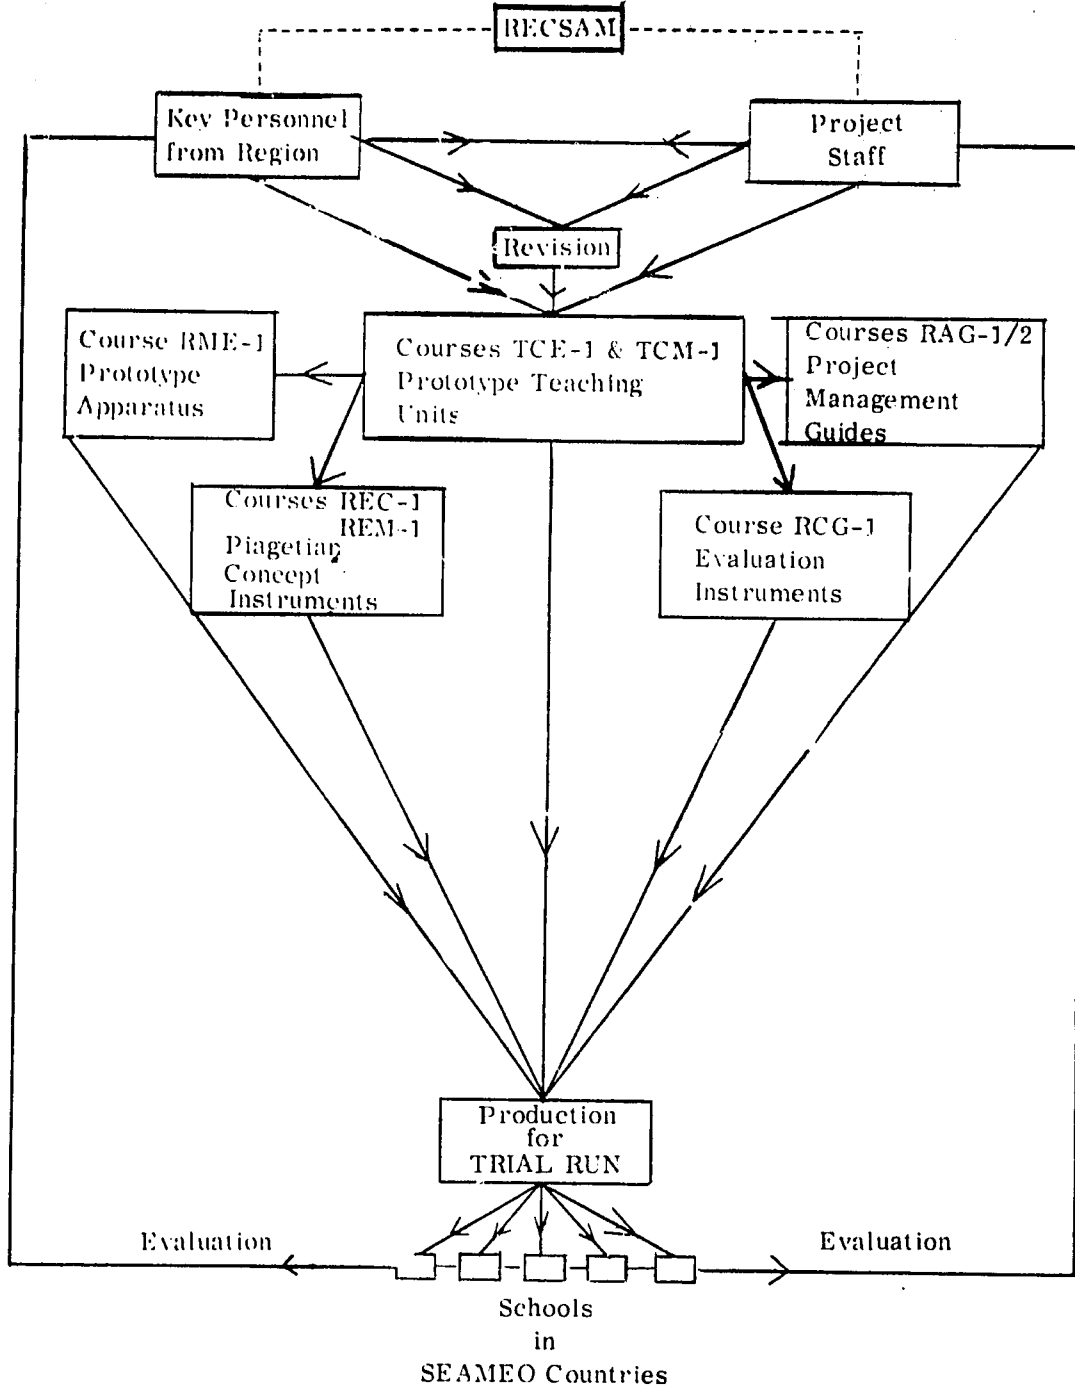 RECSAM
Key Personnel
from Region
Project
Staff
Revision
Course RME-1
Prototype
Apparatus
Courses TCE-1 & TCM-1
Prototype Teaching
Units
Courses RAG-1/2
Project
Management
Guides
Courses REC-1
REM-1
Piagetian
Concept
Instruments
Course RCG-1
Evaluation
Instruments
Production
for
TRIAL RUN
Evaluation
Evaluation
Schools
in
SEAMEO Countries